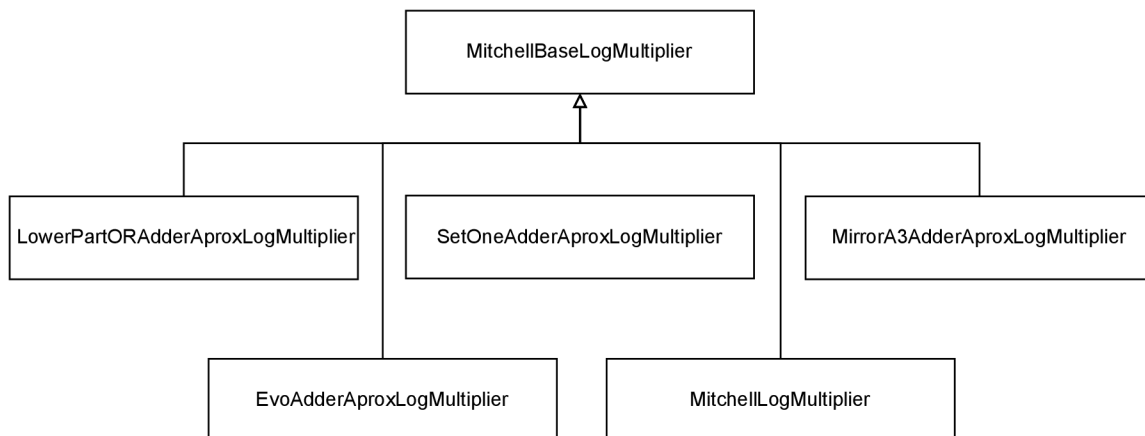 MitchellBaseLogMultiplier
LowerPartORAdderAproxLogMultiplier
SetOneAdderAproxLogMultiplier
MirrorA3AdderAproxLogMultiplier
EvoAdderAproxLogMultiplier
MitchellLogMultiplier